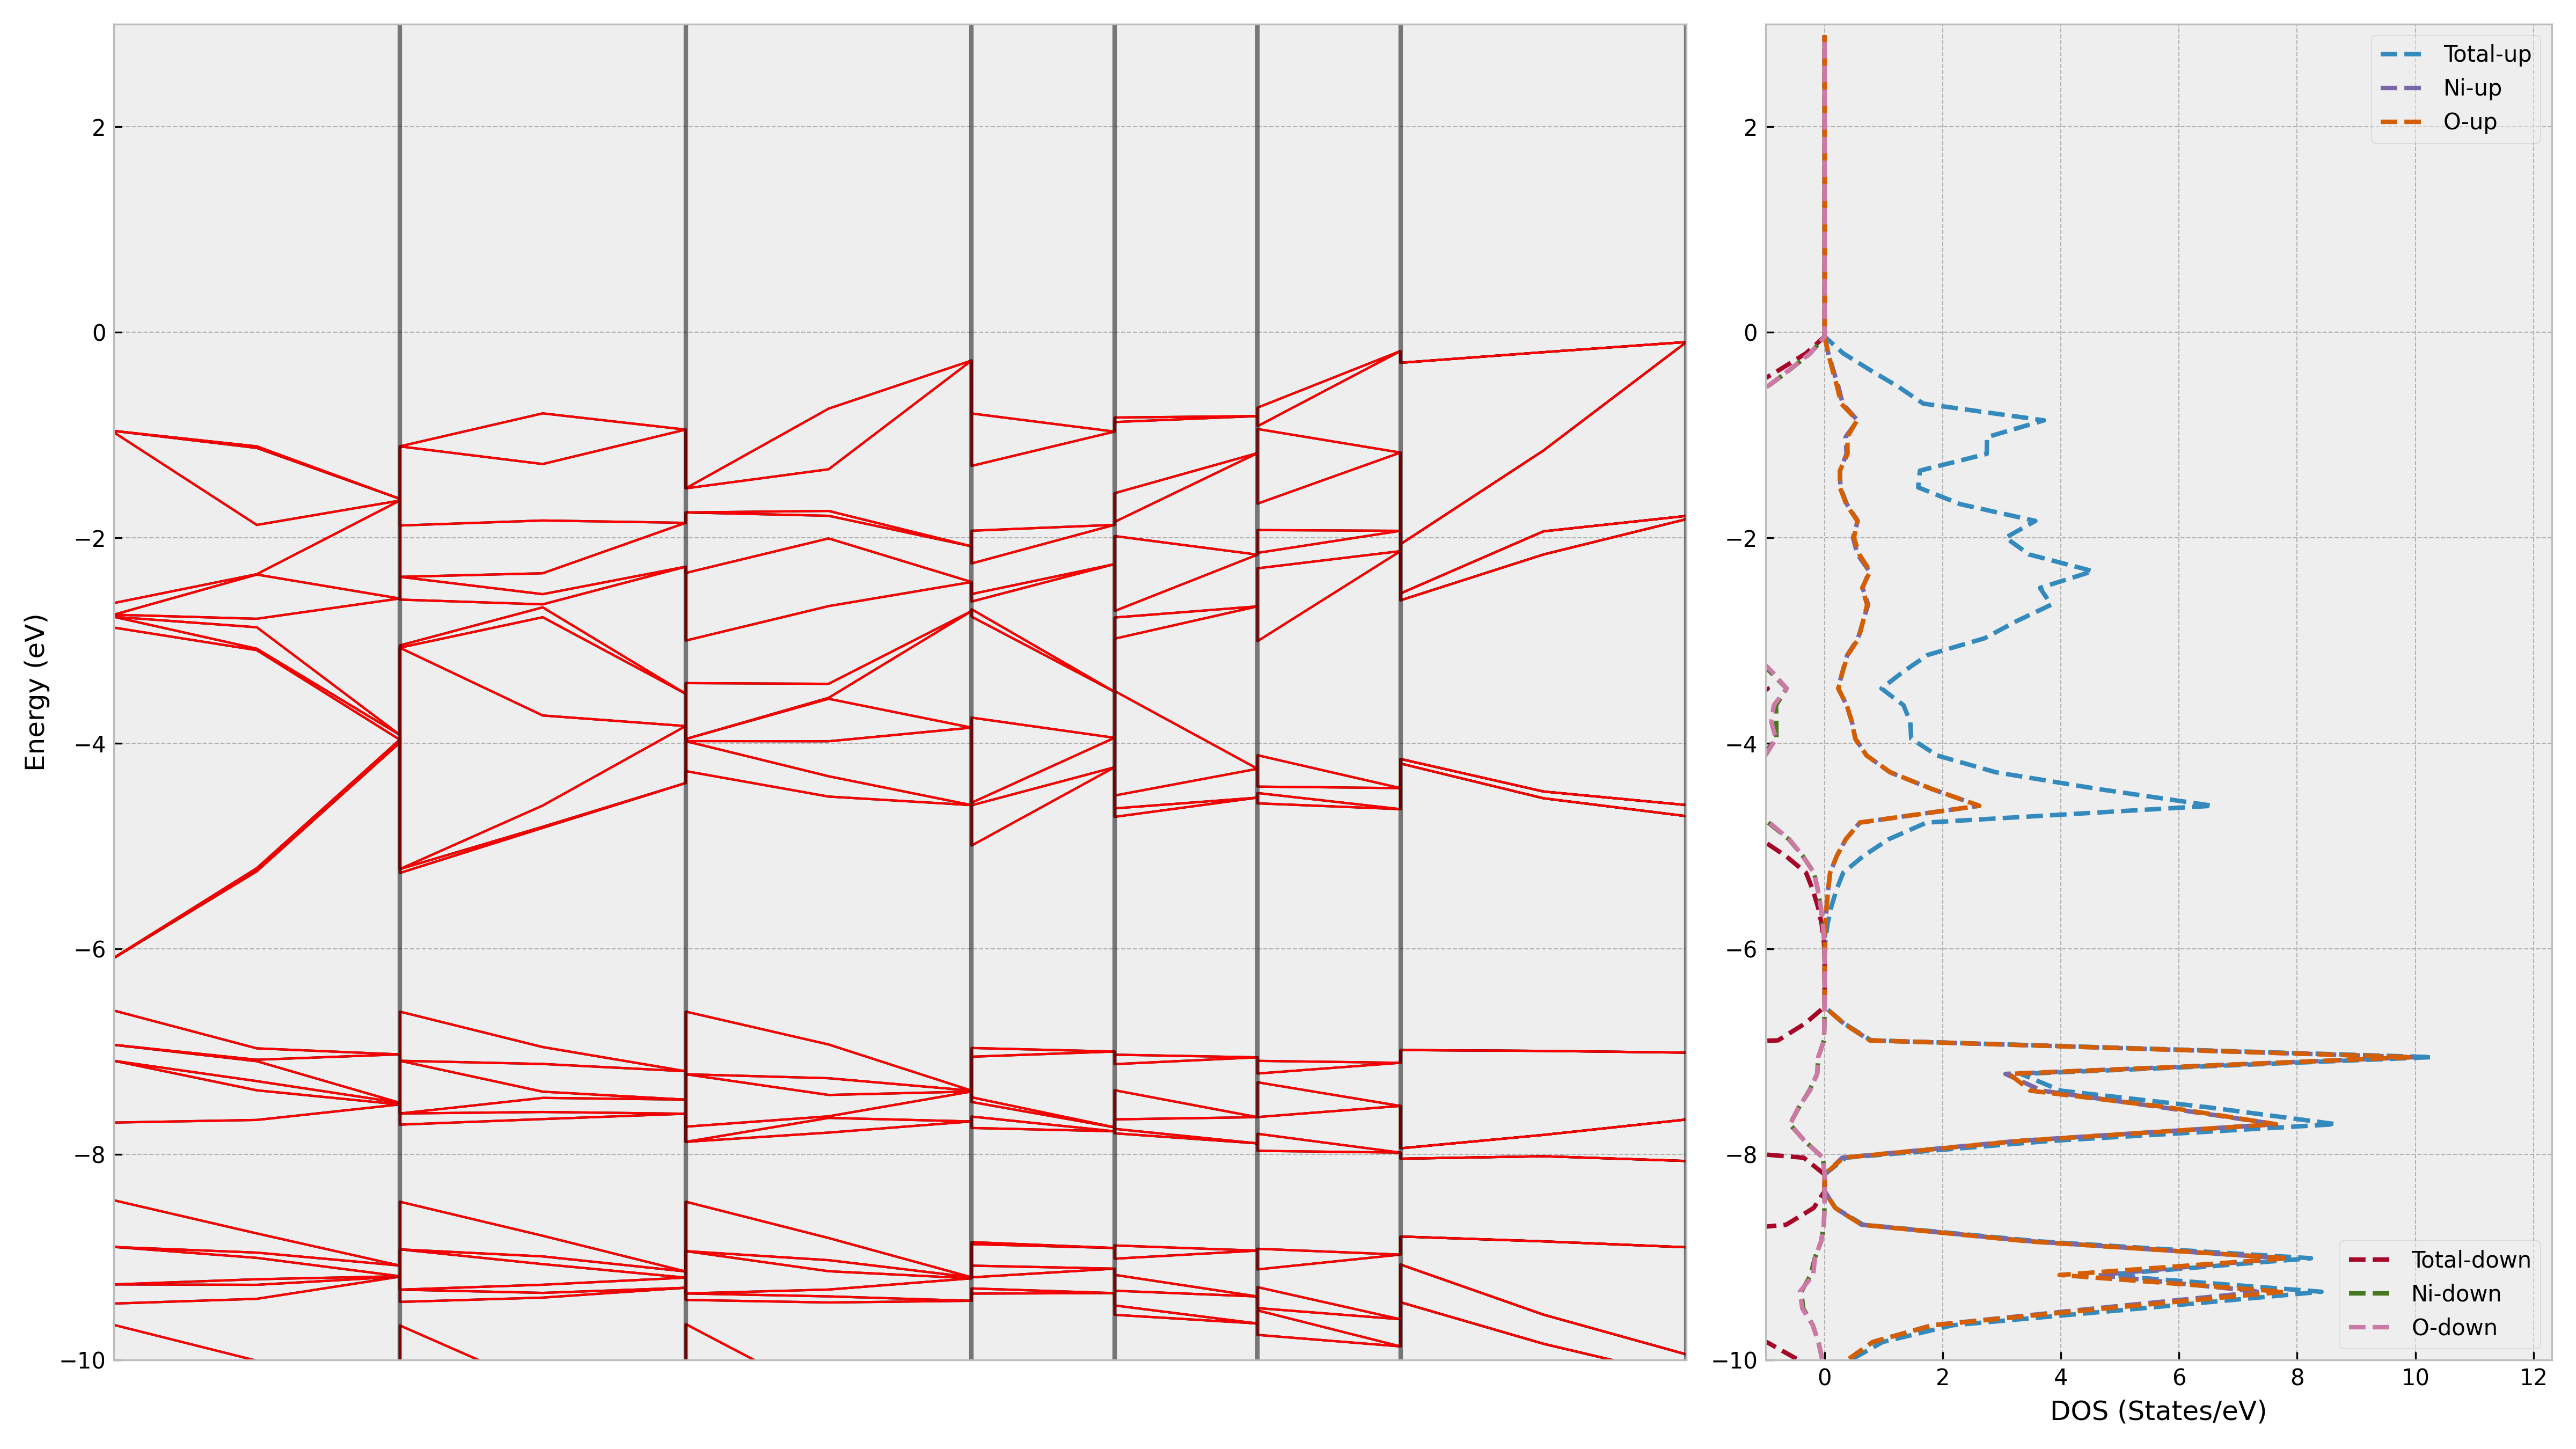 Energy (eV)
2
0
−2
−4
−6
−8
−10
2
0
−2
−4
−6
−8
−10
Total-up
Ni-up
O-up
Total-down
Ni-down
O-down
0 2 4 6 8 10 12
DOS (States/eV)